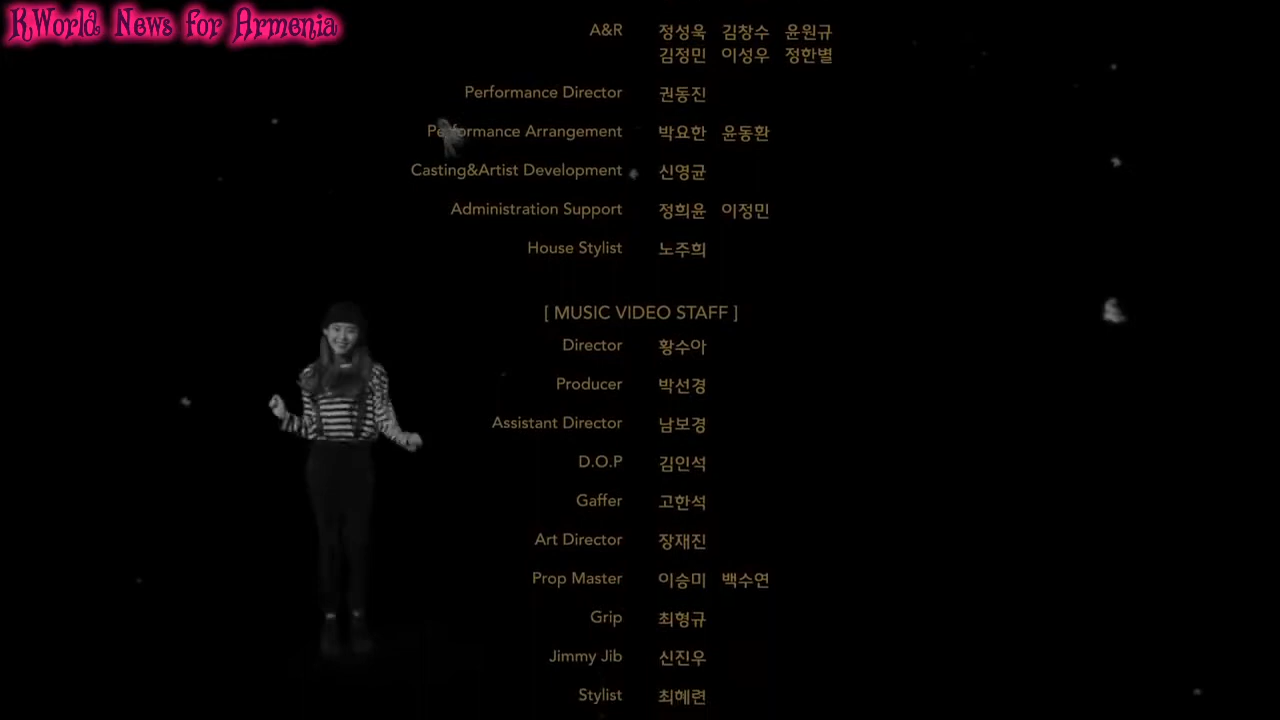 KWorld News for Armenia
A&R 정성욱 김창수 윤원규
김정민 이성우 정한별
Performance Director 권동진
Performance Arrangement 박요한 윤동환
Casting&Artist Development 신영균
Administration Support 정희윤 이정민
House Stylist 노주희
[ MUSIC VIDEO STAFF ]
Director 황수아
Producer 박선경
Assistant Director 남보경
D.O.P 김인석
Gaffer 고한석
Art Director 장재진
Prop Master 이승미 백수연
Grip 최형규
Jimmy Jib 신진우
Stylist 최혜련